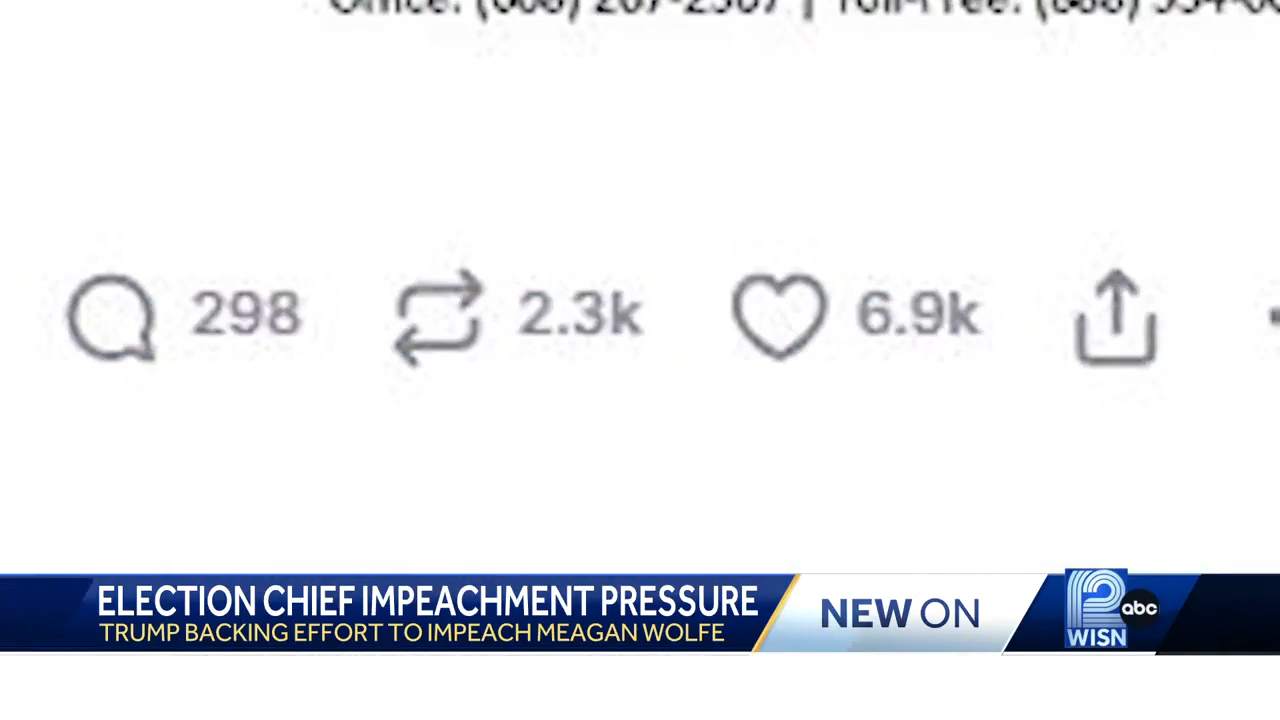 298 2.3k 6.9k
ELECTION CHIEF IMPEACHMENT PRESSURE
TRUMP BACKING EFFORT TO IMPEACH MEAGAN WOLFE
NEW ON
12
abc
WISN